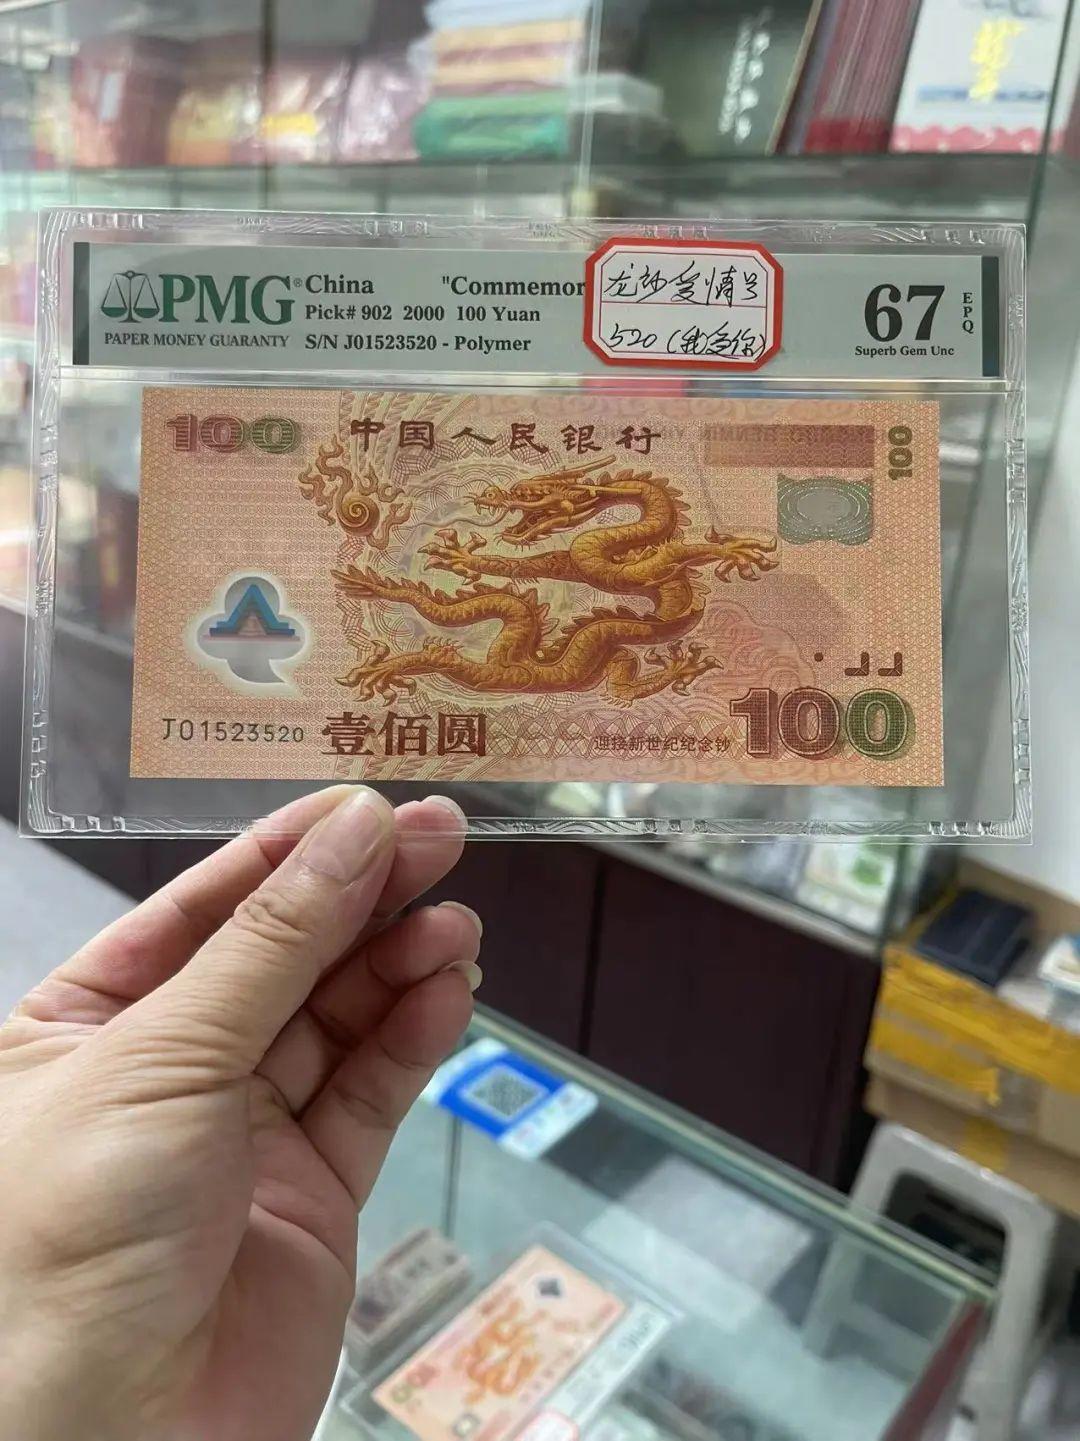 PMG®
PAPER MONEY GUARANTY
China "Commemor
Pick# 902 2000 100 Yuan
S/N J01523520 - Polymer
龙钞爱情号
520 (我爱你)
67
EPQ
Superb Gem Unc
100
中国人民银行
100
J01523520
壹佰圆
迎接新世纪纪念钞
100